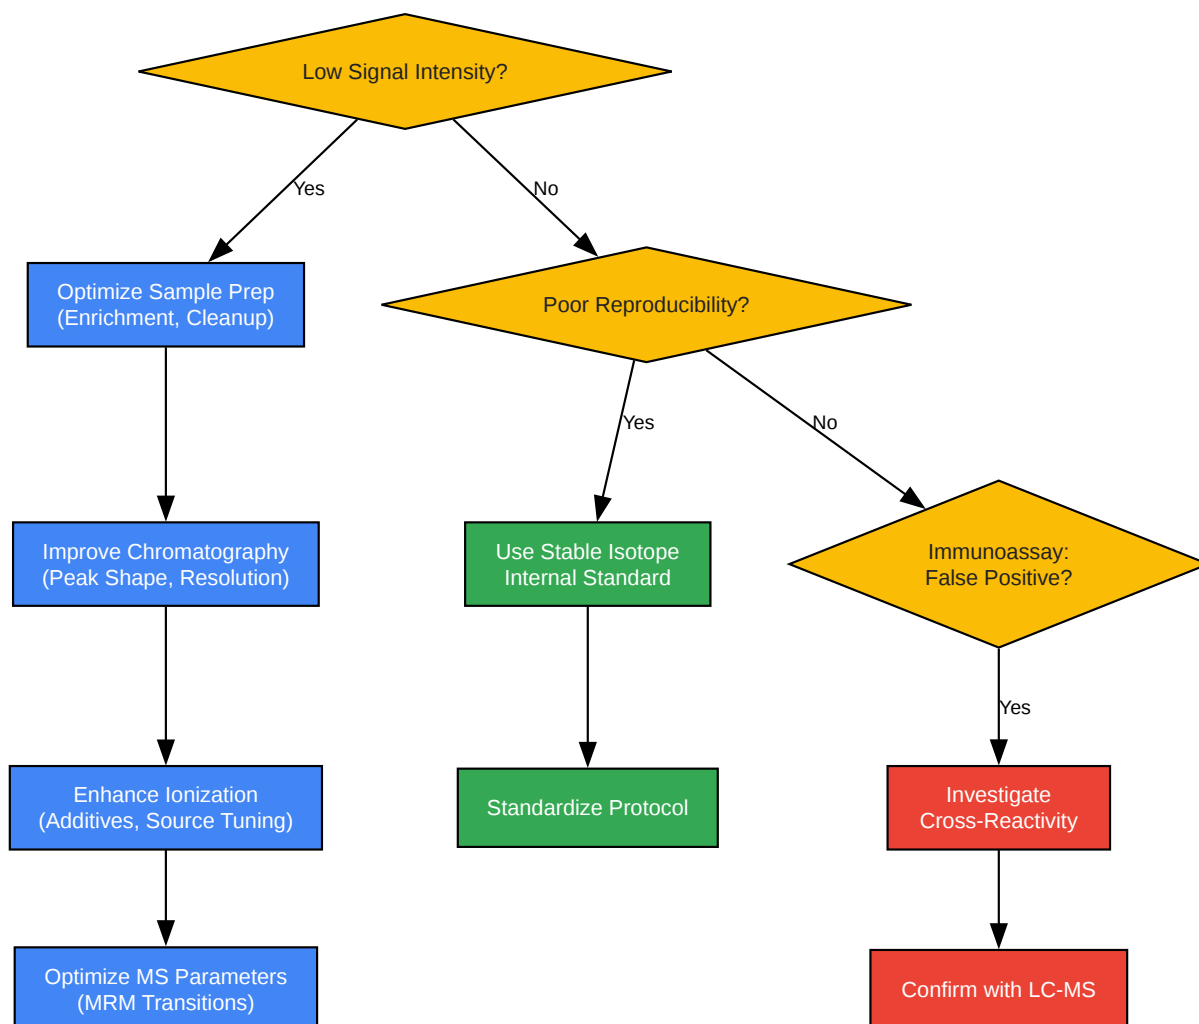 Low Signal Intensity?
Yes
No
Optimize Sample Prep
(Enrichment, Cleanup)
Poor Reproducibility?
Yes
No
Improve Chromatography
(Peak Shape, Resolution)
Use Stable Isotope
Internal Standard
Immunoassay:
False Positive?
Yes
Enhance Ionization
(Additives, Source Tuning)
Standardize Protocol
Investigate
Cross-Reactivity
Optimize MS Parameters
(MRM Transitions)
Confirm with LC-MS